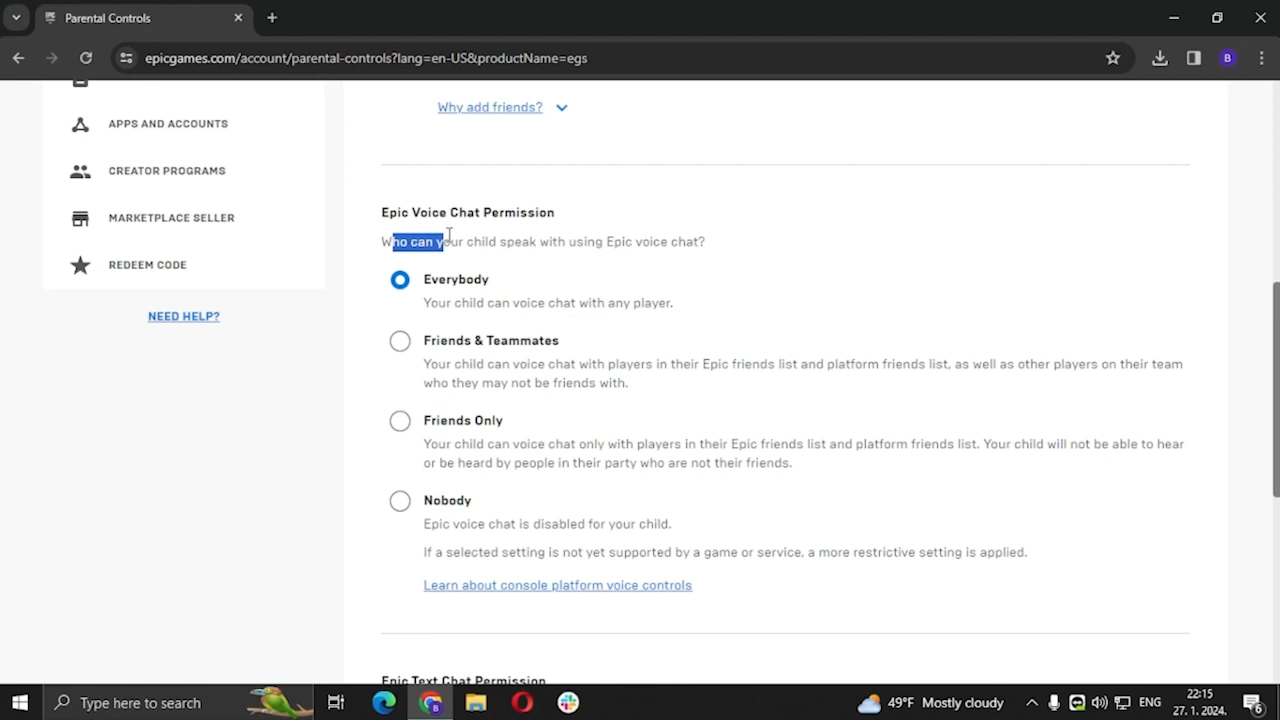 Parental Controls
epicgames.com/account/parental-controls?lang=en-US&productName=egs
B
APPS AND ACCOUNTS
CREATOR PROGRAMS
MARKETPLACE SELLER
REDEEM CODE
NEED HELP?
Why add friends?
Epic Voice Chat Permission
Who can your child speak with using Epic voice chat?
Everybody
Your child can voice chat with any player.
Friends & Teammates
Your child can voice chat with players in their Epic friends list and platform friends list, as well as other players on their team
who they may not be friends with.
Friends Only
Your child can voice chat only with players in their Epic friends list and platform friends list. Your child will not be able to hear
or be heard by people in their party who are not their friends.
Nobody
Epic voice chat is disabled for your child.
If a selected setting is not yet supported by a game or service, a more restrictive setting is applied.
Learn about console platform voice controls
Epic Text Chat Permission
Type here to search
B
49°F Mostly cloudy
ENG
22:15
27. 1. 2024.
6